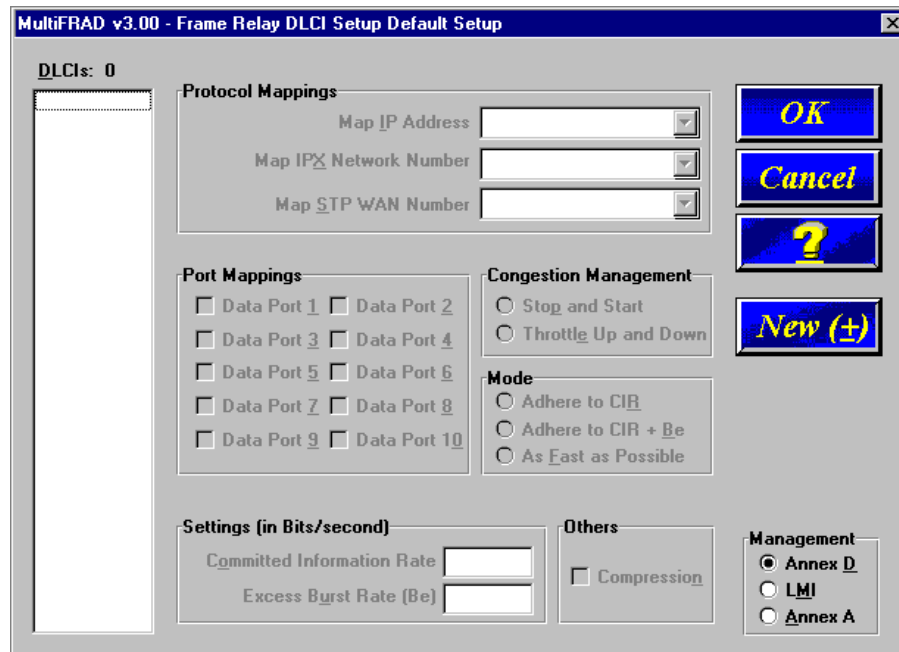 MultiFRAD v3.00 - Frame Relay DLCI Setup Default Setup
DLCIs: 0
Protocol Mappings
Map IP Address
Map IPX Network Number
Map STP WAN Number
OK
Cancel
?
New (+)
Port Mappings
Data Port 1 Data Port 2
Data Port 3 Data Port 4
Data Port 5 Data Port 6
Data Port 7 Data Port 8
Data Port 9 Data Port 10
Congestion Management
Stop and Start
Throttle Up and Down
Mode
Adhere to CIR
Adhere to CIR + Be
As Fast as Possible
Settings (in Bits/second)
Committed Information Rate
Excess Burst Rate (Be)
Others
Compression
Management
Annex D
LMI
Annex A